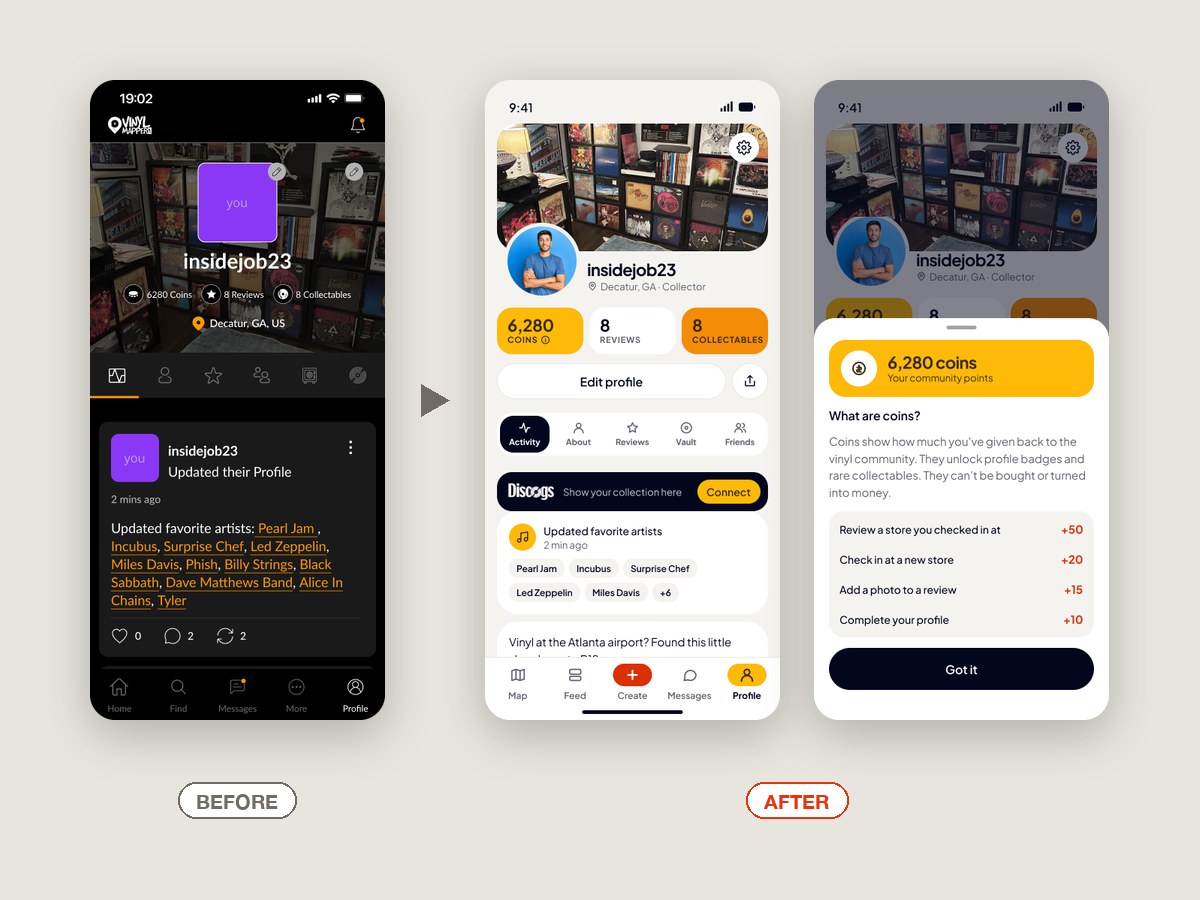 19:02
VINYL
MAPPER
you
insidejob23
6280 Coins
8 Reviews
8 Collectables
Decatur, GA, US
you
insidejob23
Updated their Profile
2 mins ago
Updated favorite artists: Pearl Jam ,
Incubus, Surprise Chef, Led Zeppelin,
Miles Davis, Phish, Billy Strings, Black
Sabbath, Dave Matthews Band, Alice In
Chains, Tyler
0
2
2
Home
Find
Messages
More
Profile
BEFORE
9:41
insidejob23
Decatur, GA · Collector
6,280
COINS
8
REVIEWS
8
COLLECTABLES
Edit profile
Activity
About
Reviews
Vault
Friends
Discogs
Show your collection here
Connect
Updated favorite artists
2 min ago
Pearl Jam
Incubus
Surprise Chef
Led Zeppelin
Miles Davis
+6
Vinyl at the Atlanta airport? Found this little
Map
Feed
Create
Messages
Profile
9:41
insidejob23
Decatur, GA · Collector
6,280
8
8
6,280 coins
Your community points
What are coins?
Coins show how much you've given back to the
vinyl community. They unlock profile badges and
rare collectables. They can't be bought or turned
into money.
Review a store you checked in at +50
Check in at a new store +20
Add a photo to a review +15
Complete your profile +10
Got it
AFTER